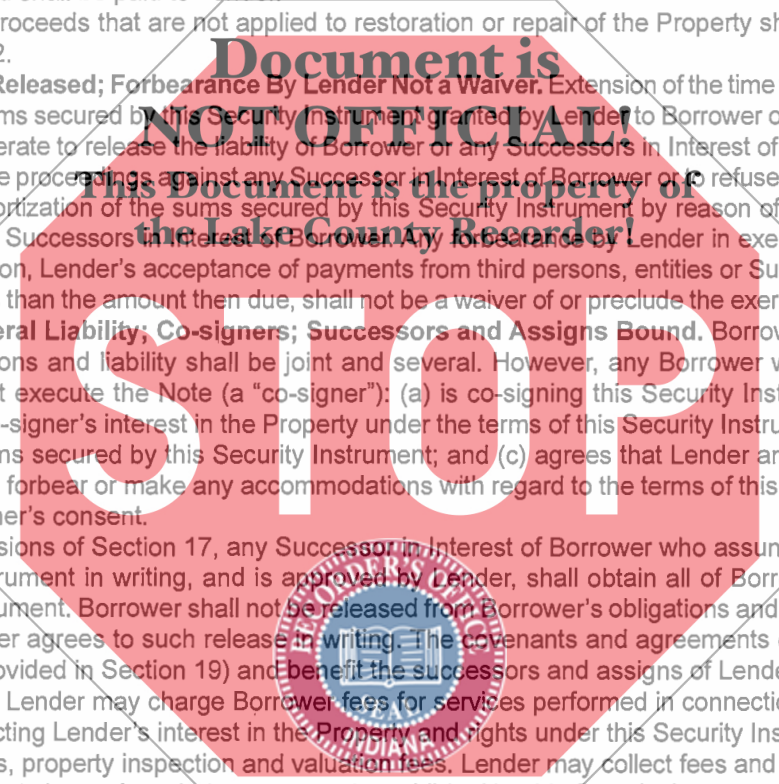 roceeds that are not applied to restoration or repair of the Property sh
2.
Document is
Released; Forbearance By Lender Not a Waiver. Extension of the time
NOT OFFICIAL!
ms secured by this Security Instrument granted by Lender to Borrower o
erate to release the liability of Borrower or any Successors in Interest of
This Document is the property of
e proceedings against any Successor in Interest of Borrower or to refuse
ortization of the sums secured by this Security Instrument by reason of
the Lake County Recorder!
Successors in Interest of Borrower. Any forbearance by Lender in exe
on, Lender's acceptance of payments from third persons, entities or Su
than the amount then due, shall not be a waiver of or preclude the exer
STOP
eral Liability; Co-signers; Successors and Assigns Bound. Borrow
ons and liability shall be joint and several. However, any Borrower w
t execute the Note (a “co-signer”): (a) is co-signing this Security Inst
-signer's interest in the Property under the terms of this Security Instru
ms secured by this Security Instrument; and (c) agrees that Lender an
forbear or make any accommodations with regard to the terms of this
er's consent.
sions of Section 17, any Successor in Interest of Borrower who assum
rument in writing, and is approved by Lender, shall obtain all of Borr
ument. Borrower shall not be released from Borrower's obligations and
er agrees to such release in writing. The covenants and agreements
ovided in Section 19) and benefit the successors and assigns of Lende
Lender may charge Borrower fees for services performed in connectio
cting Lender's interest in the Property and rights under this Security Ins
s, property inspection and valuation fees. Lender may collect fees and
RECORDER'S OFFICE
SEAL
INDIANA